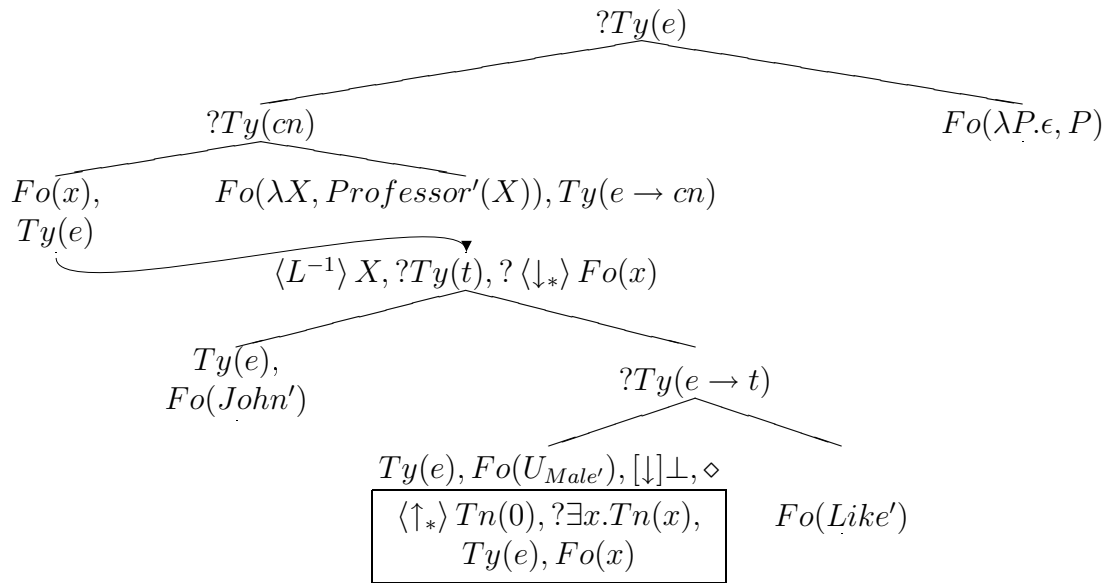 ?Ty(e)
?Ty(cn) Fo(λP.ϵ, P)
Fo(x), Fo(λX, Professor′(X)), Ty(e → cn)
Ty(e)
⟨L⁻¹⟩ X, ?Ty(t), ? ⟨↓∗⟩ Fo(x)
Ty(e), ?Ty(e → t)
Fo(John′)
Ty(e), Fo(U_Male′), [↓]⊥, ⋄
⟨↑∗⟩ Tn(0), ?∃x.Tn(x), Fo(Like′)
Ty(e), Fo(x)